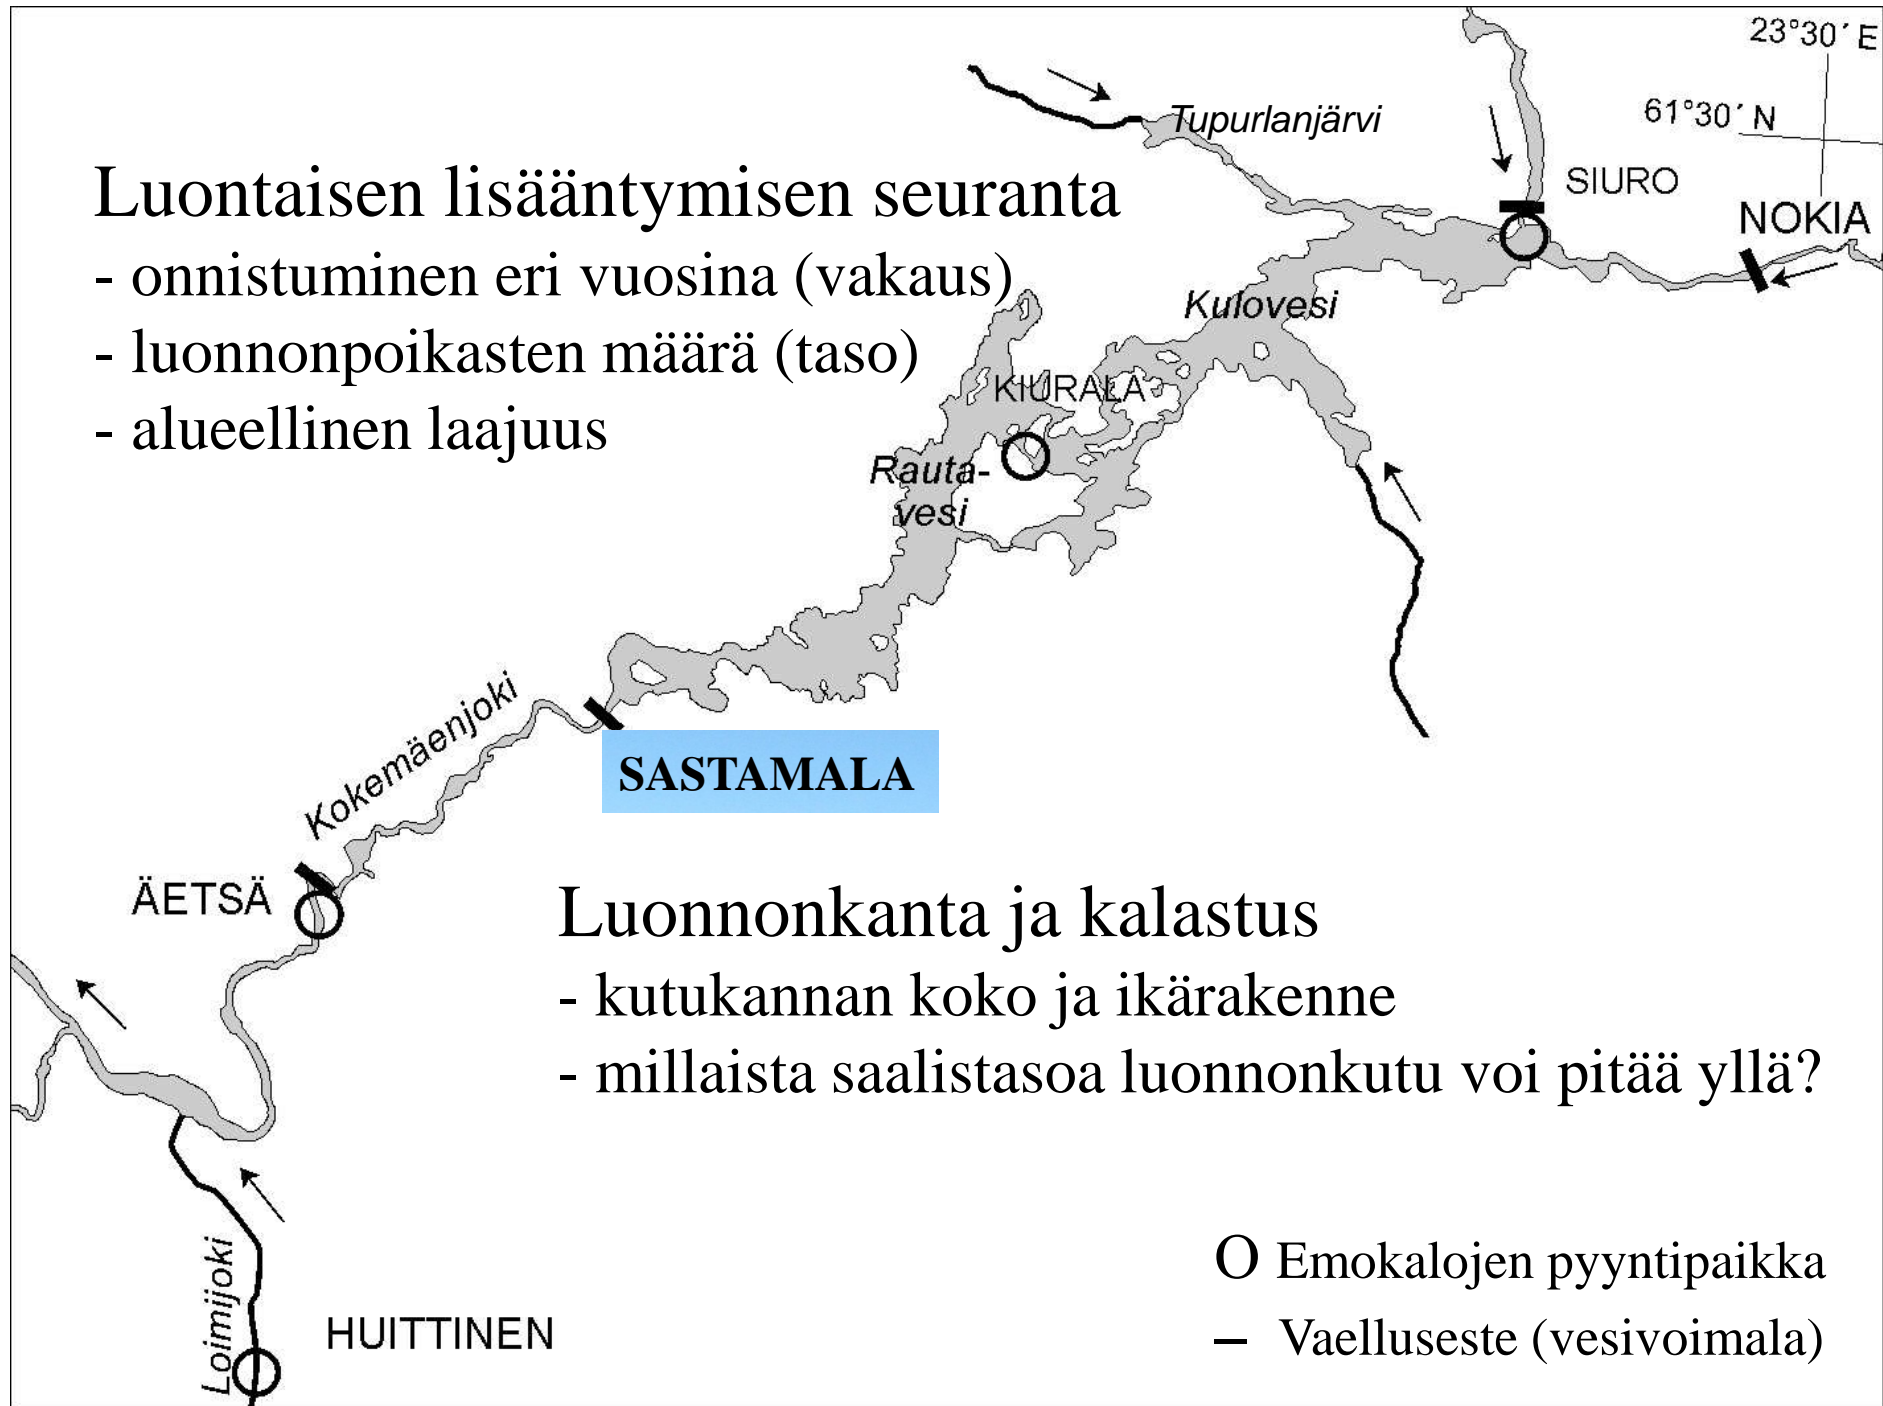 23°30´ E
61°30´ N
Tupurlanjärvi
SIURO
NOKIA
Luontaisen lisääntymisen seuranta
- onnistuminen eri vuosina (vakaus)
- luonnonpoikasten määrä (taso)
- alueellinen laajuus
Kulovesi
KIURALA
Rauta-
vesi
Kokemäenjoki
SASTAMALA
ÄETSÄ
Luonnonkanta ja kalastus
- kutukannan koko ja ikärakenne
- millaista saalistasoa luonnonkutu voi pitää yllä?
Loimijoki
HUITTINEN
O Emokalojen pyyntipaikka
– Vaelluseste (vesivoimala)